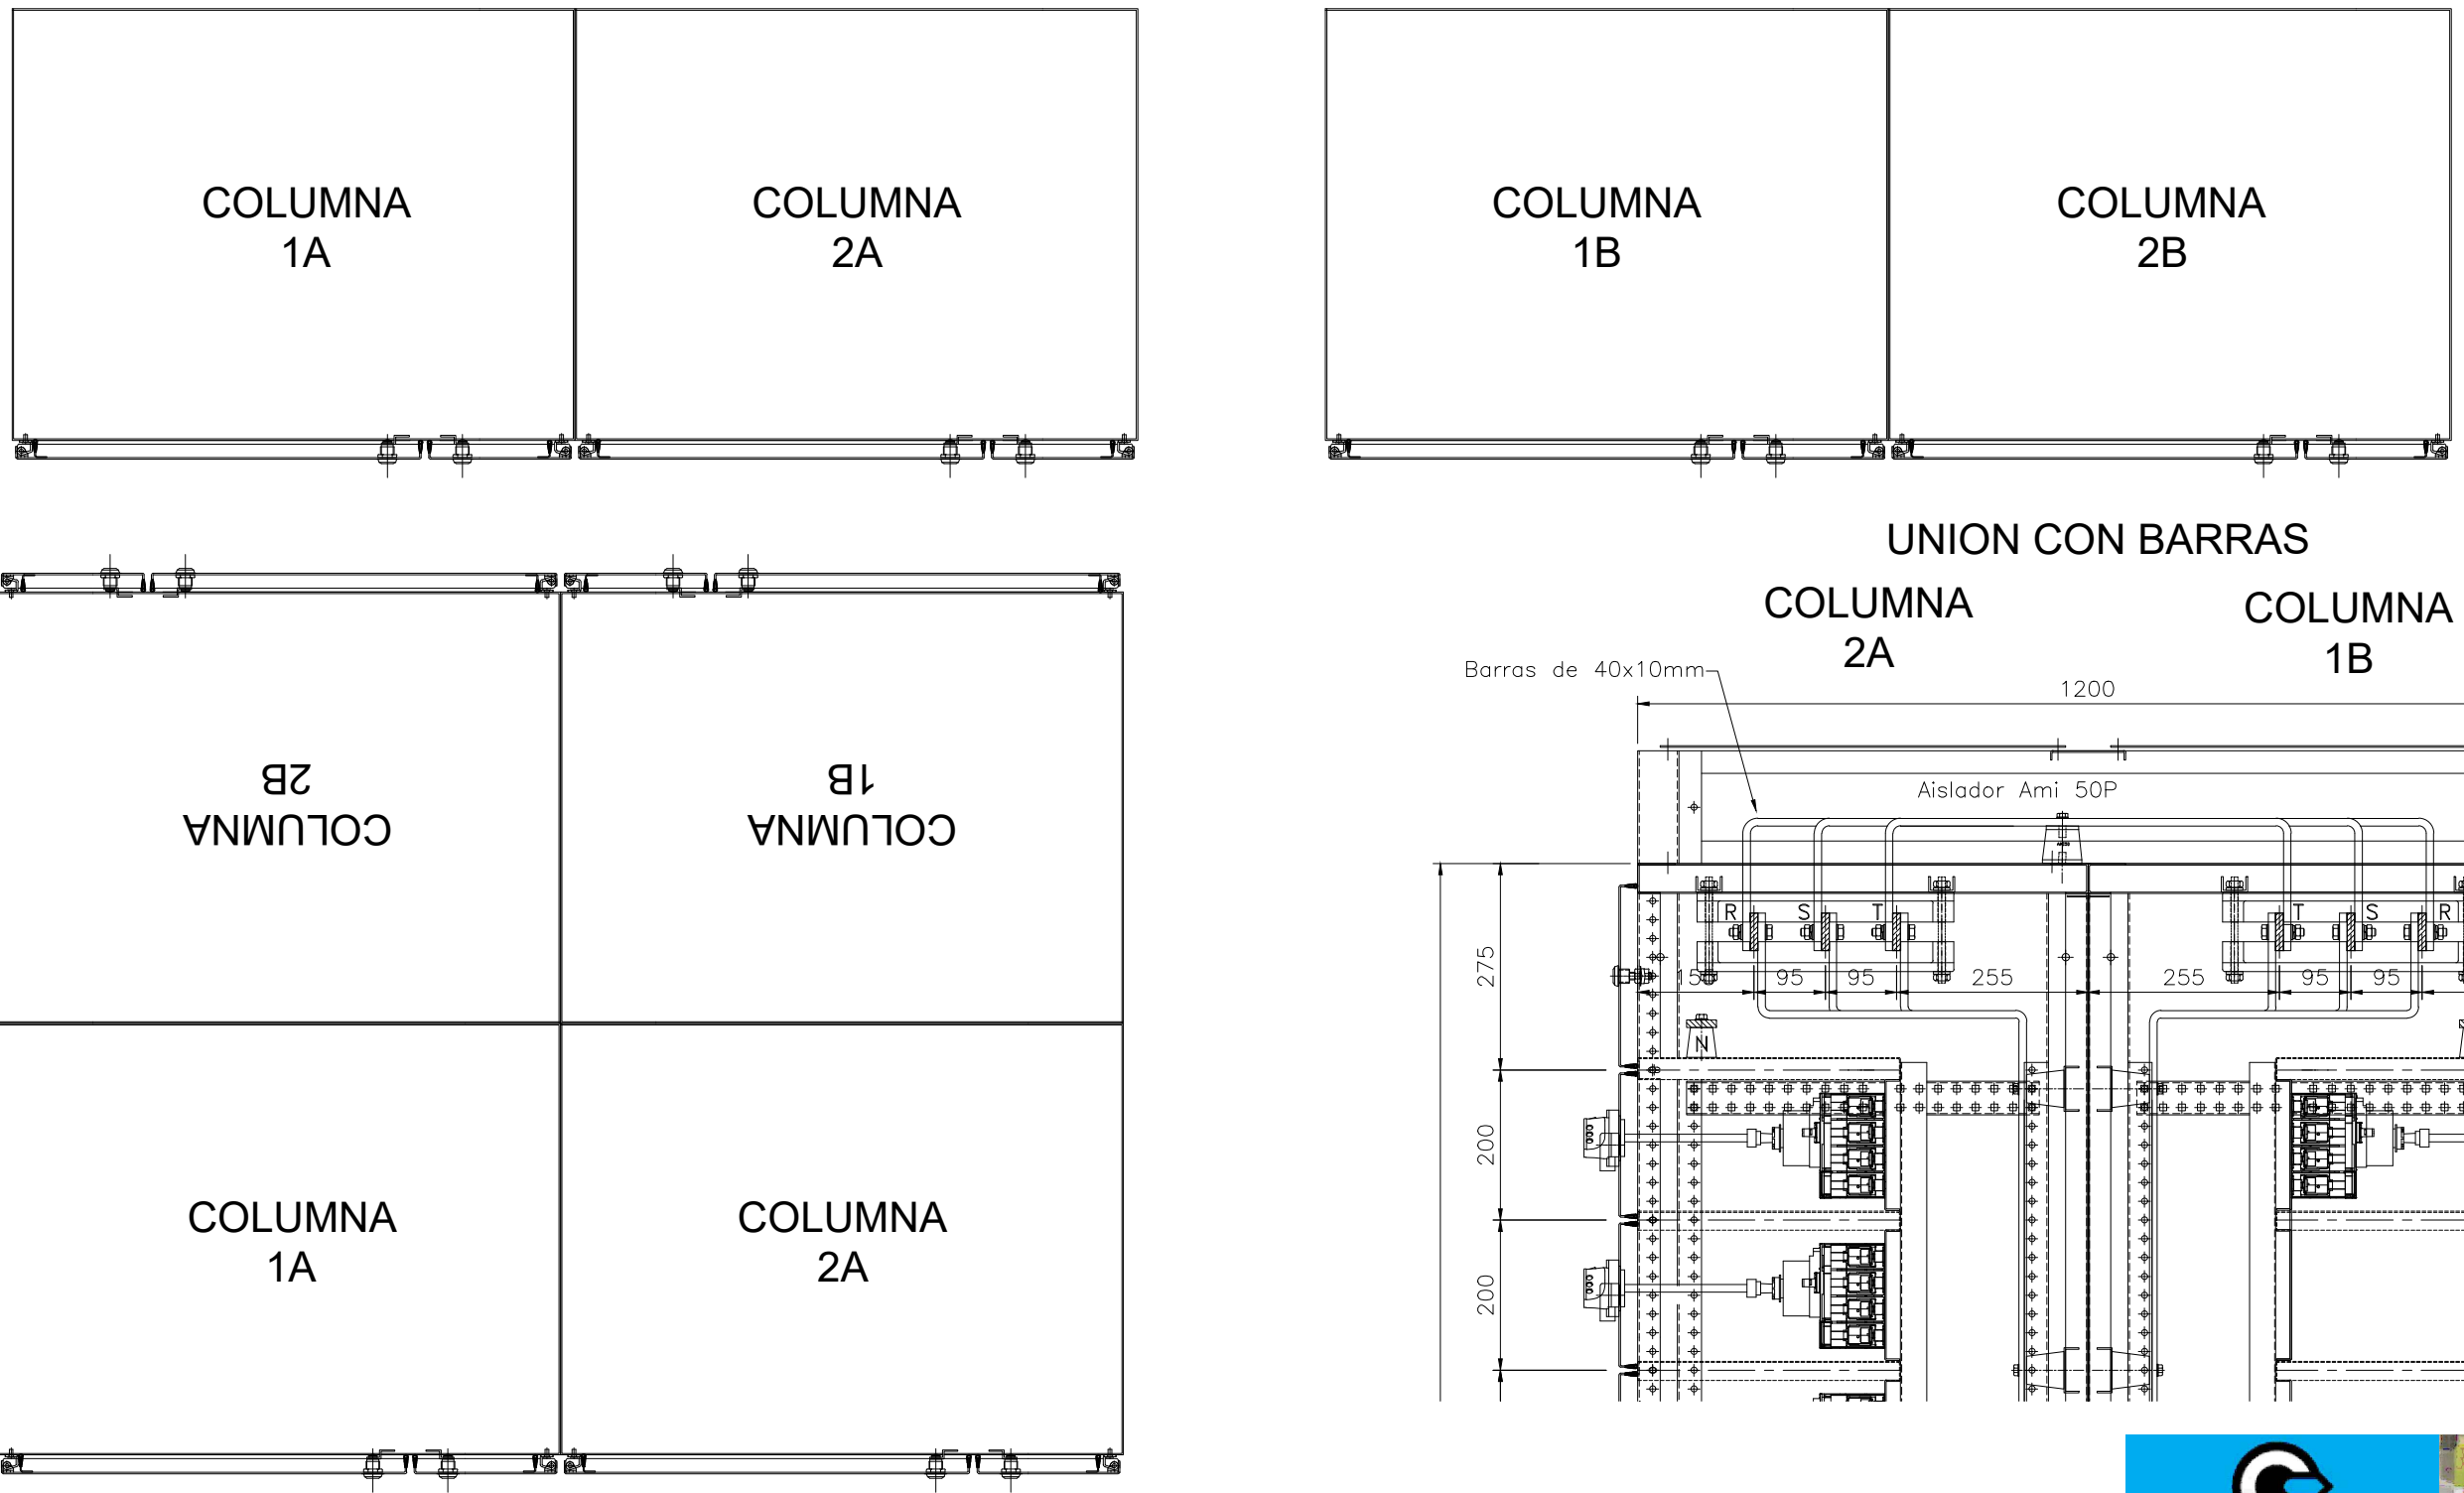 COLUMNA
1A
COLUMNA
2A
COLUMNA
1B
COLUMNA
2B
UNION CON BARRAS
COLUMNA
2A
COLUMNA
1B
Barras de 40x10mm
1200
Aislador Ami 50P
COLUMNA
2B
COLUMNA
1B
R S T
T S R
275
95
95
255
255
95
95
N
200
200
COLUMNA
1A
COLUMNA
2A